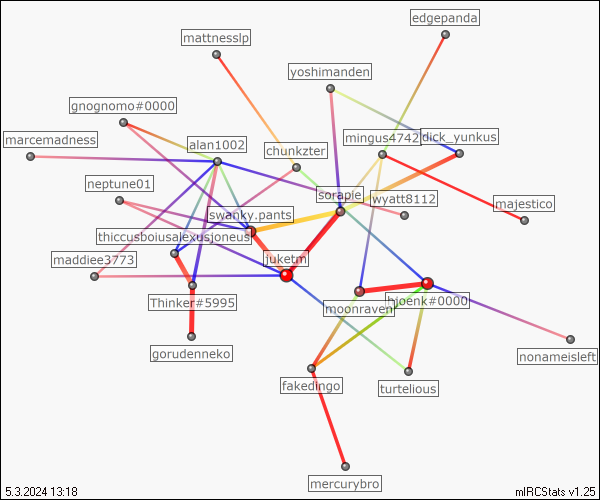 edgepanda
mattnesslp
yoshimanden
gnognomo#0000
marcemadness
alan1002
mingus4742
dick_yunkus
chunkzter
neptune01
sorapie
wyatt8112
majestico
swanky.pants
thiccusboiusalexusjoneus
maddiee3773
juketm
Thinker#5995
moonraven
hjoenk#0000
gorudenneko
nonameisleft
fakedingo
turtelious
mercurybro
5.3.2024 13:18
mIRCStats v1.25